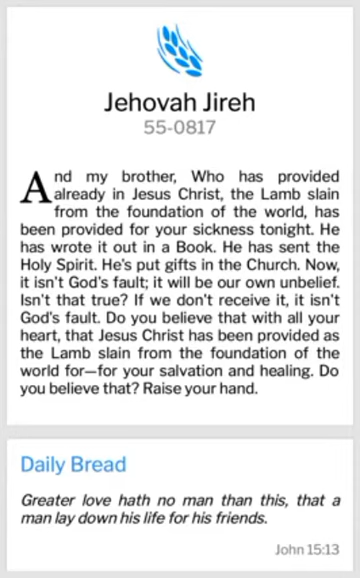 Jehovah Jireh
55-0817
And my brother, Who has provided
already in Jesus Christ, the Lamb slain
from the foundation of the world, has
been provided for your sickness tonight. He
has wrote it out in a Book. He has sent the
Holy Spirit. He's put gifts in the Church. Now,
it isn't God's fault; it will be our own unbelief.
Isn't that true? If we don't receive it, it isn't
God's fault. Do you believe that with all your
heart, that Jesus Christ has been provided as
the Lamb slain from the foundation of the
world for—for your salvation and healing. Do
you believe that? Raise your hand.
Daily Bread
Greater love hath no man than this, that a
man lay down his life for his friends.
John 15:13